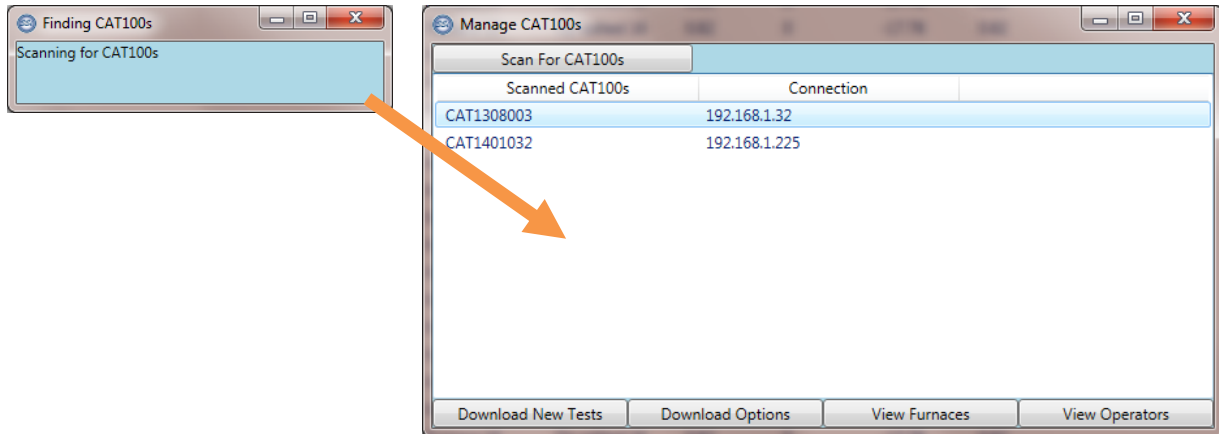 Finding CAT100s
Scanning for CAT100s
Manage CAT100s
Scan For CAT100s
Scanned CAT100s Connection
CAT1308003 192.168.1.32
CAT1401032 192.168.1.225
Download New Tests Download Options View Furnaces View Operators